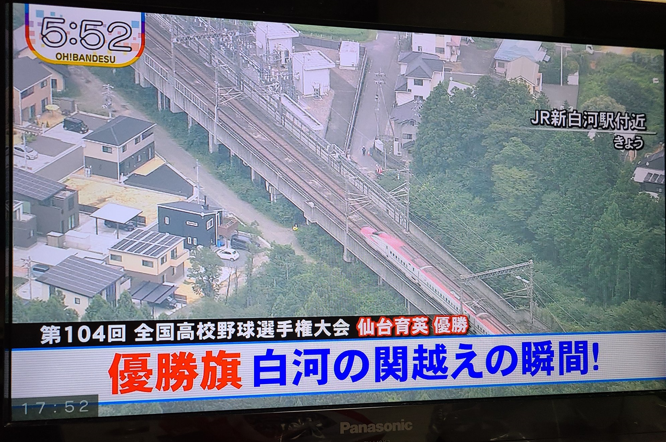 5:52
OH!BANDESU
JR新白河駅付近
きょう
第104回 全国高校野球選手権大会 仙台育英 優勝
優勝旗 白河の関越えの瞬間!
17:52
Panasonic